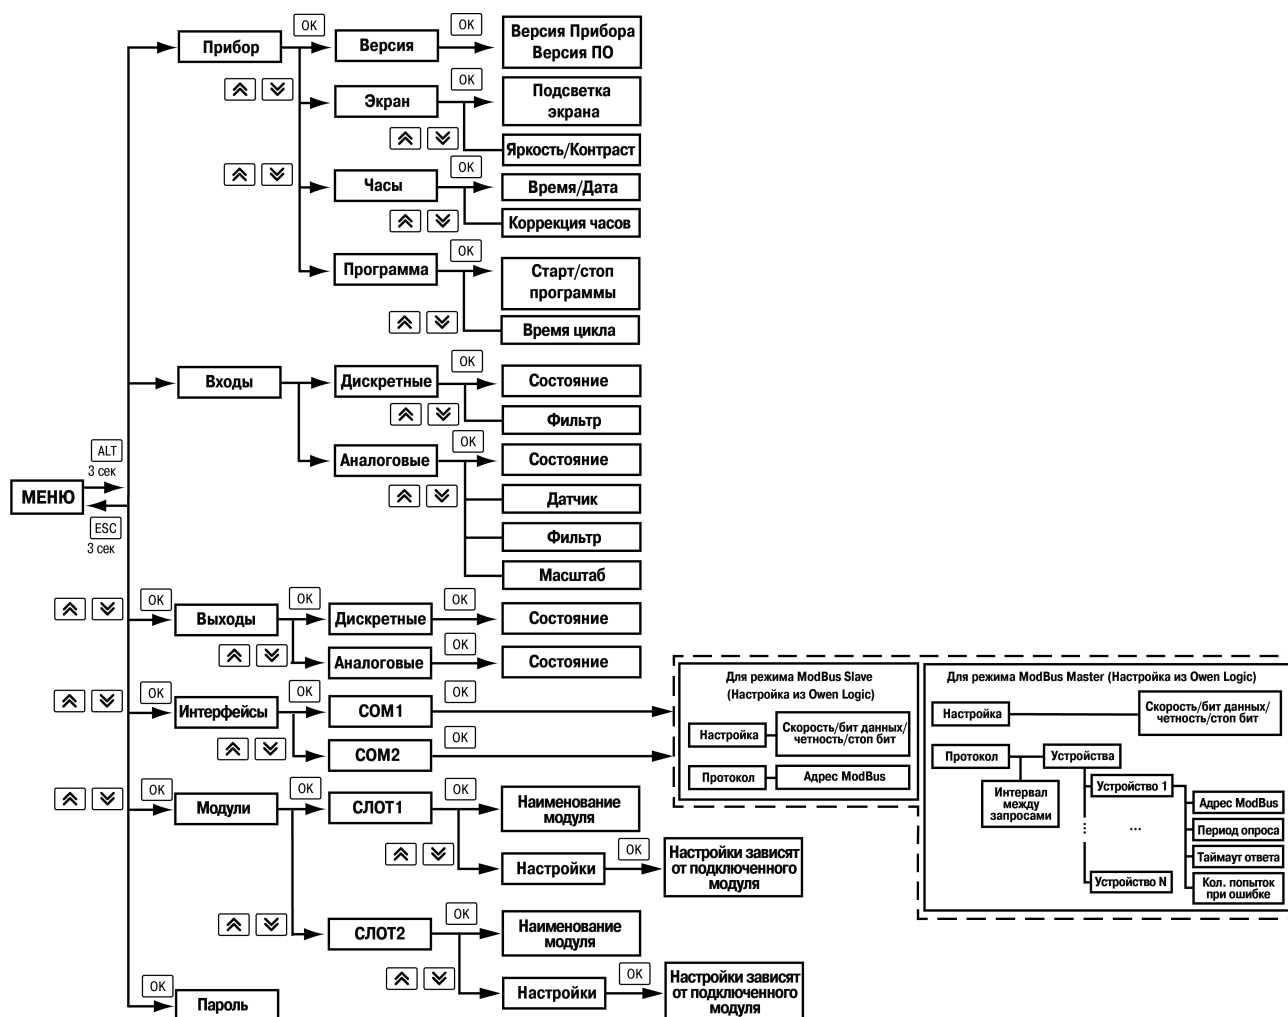 OK
OK
Прибор
Версия
Версия Прибора
Версия ПО
OK
Экран
Подсветка
экрана
Яркость/Контраст
OK
Часы
Время/Дата
Коррекция часов
OK
Программа
Старт/стоп
программы
Время цикла
OK
Входы
Дискретные
Состояние
Фильтр
OK
Аналоговые
Состояние
Датчик
Фильтр
Масштаб
ALT
3 сек
МЕНЮ
ESC
3 сек
OK
OK
OK
Выходы
Дискретные
Состояние
OK
Аналоговые
Состояние
OK
OK
OK
Интерфейсы
COM1
OK
COM2
Для режима ModBus Slave
(Настройка из Owen Logic)
Настройка
Скорость/бит данных/
четность/стоп бит
Протокол
Адрес ModBus
Для режима ModBus Master (Настройка из Owen Logic)
Настройка
Скорость/бит данных/
четность/стоп бит
Протокол
Устройства
Интервал
между
запросами
Устройство 1
...
...
Устройство N
Адрес ModBus
Период опроса
Таймаут ответа
Кол. попыток
при ошибке
OK
OK
OK
Модули
СЛОТ1
Наименование
модуля
OK
Настройки
Настройки зависят
от подключенного
модуля
OK
СЛОТ2
Наименование
модуля
OK
Настройки
Настройки зависят
от подключенного
модуля
OK
Пароль